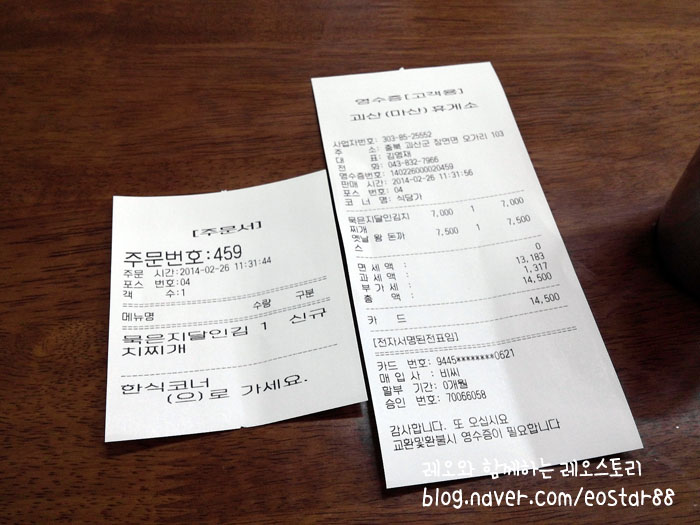 [주문서]
주문번호:459
주문 시간:2014-02-26 11:31:44
포스 번호:04
객 수:1
메뉴명 수량 구분
묵은지달인김 1 신규
치찌개
한식코너
(으)로 가세요.
영수증[고객용]
괴산(마산)휴게소
사업자번호: 303-85-25552
주 소: 충북 괴산군 장연면 오가리 103
대 표: 김영재
전 화: 043-832-7966
영수증번호: 140226000020459
판매 시간: 2014-02-26 11:31:56
포스 번호: 04
코 너 명: 식당가
묵은지달인김치 7,000 1 7,000
찌개
옛날 왕 돈까 7,500 1 7,500
스
면 세 액 : 0
과 세 액 : 13,183
부 가 세 : 1,317
총 액 : 14,500
카 드 14,500
[전자서명된전표임]
카드 번호: 9445********0621
매 입 사 : 비씨
할부 기간: 0개월
승인 번호: 70066058
감사합니다. 또 오십시요
교환및환불시 영수증이 필요합니다
레오와 함께하는 레오스토리
blog.naver.com/eostar88